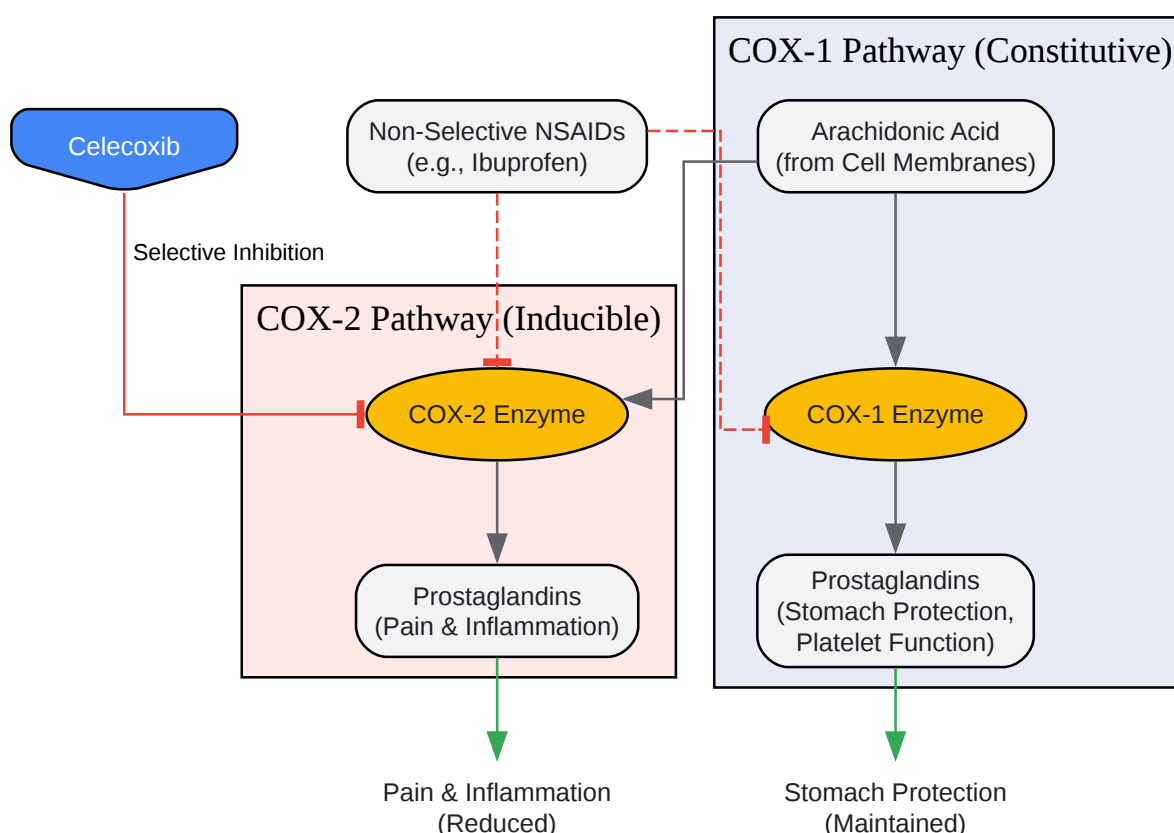 COX-1 Pathway (Constitutive)
Celecoxib
Non-Selective NSAIDs
(e.g., Ibuprofen)
Arachidonic Acid
(from Cell Membranes)
Selective Inhibition
COX-2 Pathway (Inducible)
COX-2 Enzyme
COX-1 Enzyme
Prostaglandins
(Pain & Inflammation)
Prostaglandins
(Stomach Protection,
Platelet Function)
Pain & Inflammation
(Reduced)
Stomach Protection
(Maintained)